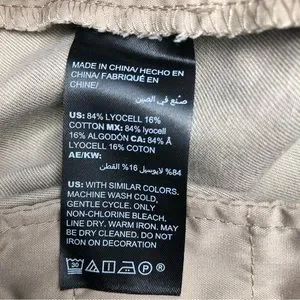 MADE IN
CHINA/ HECHO EN
CHINA/ FABRIQUÉ EN
CHINE/
صنع في الصين
US: 84% LYOCELL 16%
COTTON MX: 84% lyocell
16% ALGODÓN CA: 84% Â
LYOCELL 16% COTTON
AE/KW:
84% لايوسيل 16% القطن
US: WITH SIMILAR COLORS.
MACHINE WASH COLD,
GENTLE CYCLE. ONLY
NON-CHLORINE BLEACH.
LINE DRY. WARM IRON. MAY
BE DRY CLEANED. DO NOT
IRON ON DECORATION
30 P